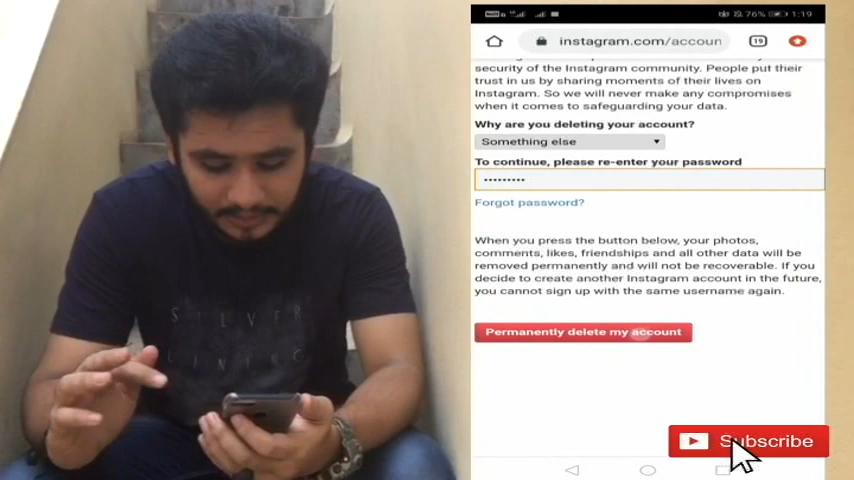 76% 1:19
instagram.com/accoun
19
security of the Instagram community. People put their
trust in us by sharing moments of their lives on
Instagram. So we will never make any compromises
when it comes to safeguarding your data.
Why are you deleting your account?
Something else
To continue, please re-enter your password
•••••••••
Forgot password?
When you press the button below, your photos,
comments, likes, friendships and all other data will be
removed permanently and will not be recoverable. If you
decide to create another Instagram account in the future,
you cannot sign up with the same username again.
Permanently delete my account
Subscribe
SILVER
LINING